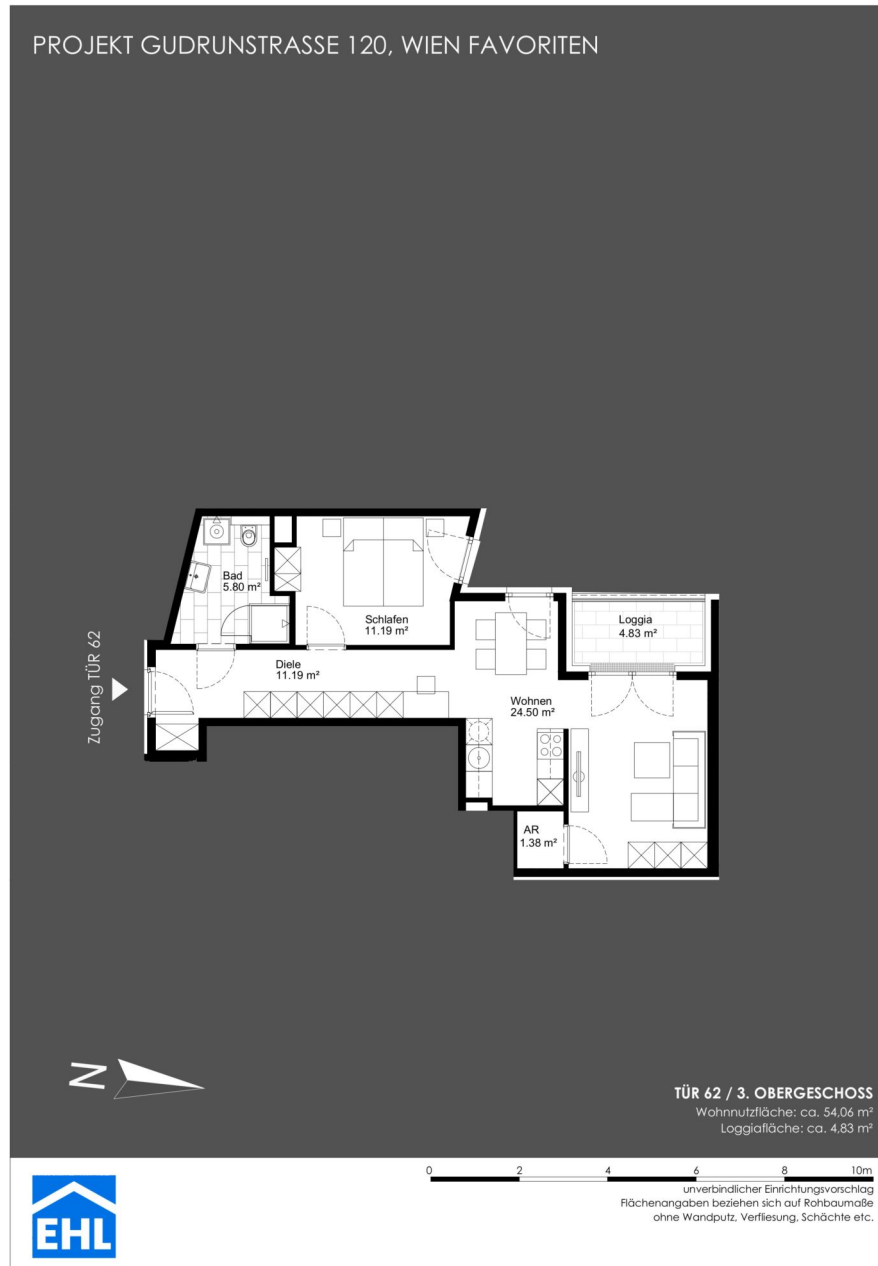 PROJEKT GUDRUNSTRASSE 120, WIEN FAVORITEN
Bad
5.80 m²
Schlafen
11.19 m²
Loggia
4.83 m²
Zugang TÜR 62
Diele
11.19 m²
Wohnen
24.50 m²
AR
1.38 m²
N
TÜR 62 / 3. OBERGESCHOSS
Wohnnutzfläche: ca. 54,06 m²
Loggiafläche: ca. 4,83 m²
0 2 4 6 8 10m
unverbindlicher Einrichtungsvorschlag
Flächenangaben beziehen sich auf Rohbaumaße
ohne Wandputz, Verfliesung, Schächte etc.
EHL